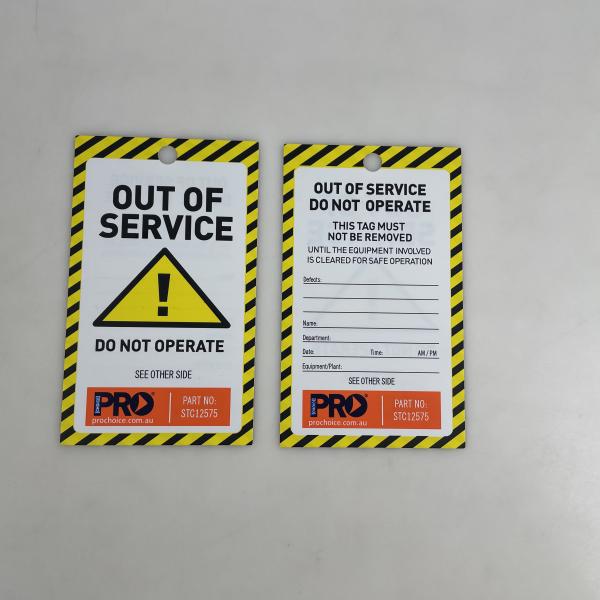 OUT OF
SERVICE
!
DO NOT OPERATE
SEE OTHER SIDE
PRO
prochoice.com.au
PART NO:
STC12575
OUT OF SERVICE
DO NOT OPERATE
THIS TAG MUST
NOT BE REMOVED
UNTIL THE EQUIPMENT INVOLVED
IS CLEARED FOR SAFE OPERATION
Defects:
Name:
Department:
Date: Time: AM / PM
Equipment/Plant:
SEE OTHER SIDE
PRO
prochoice.com.au
PART NO:
STC12575